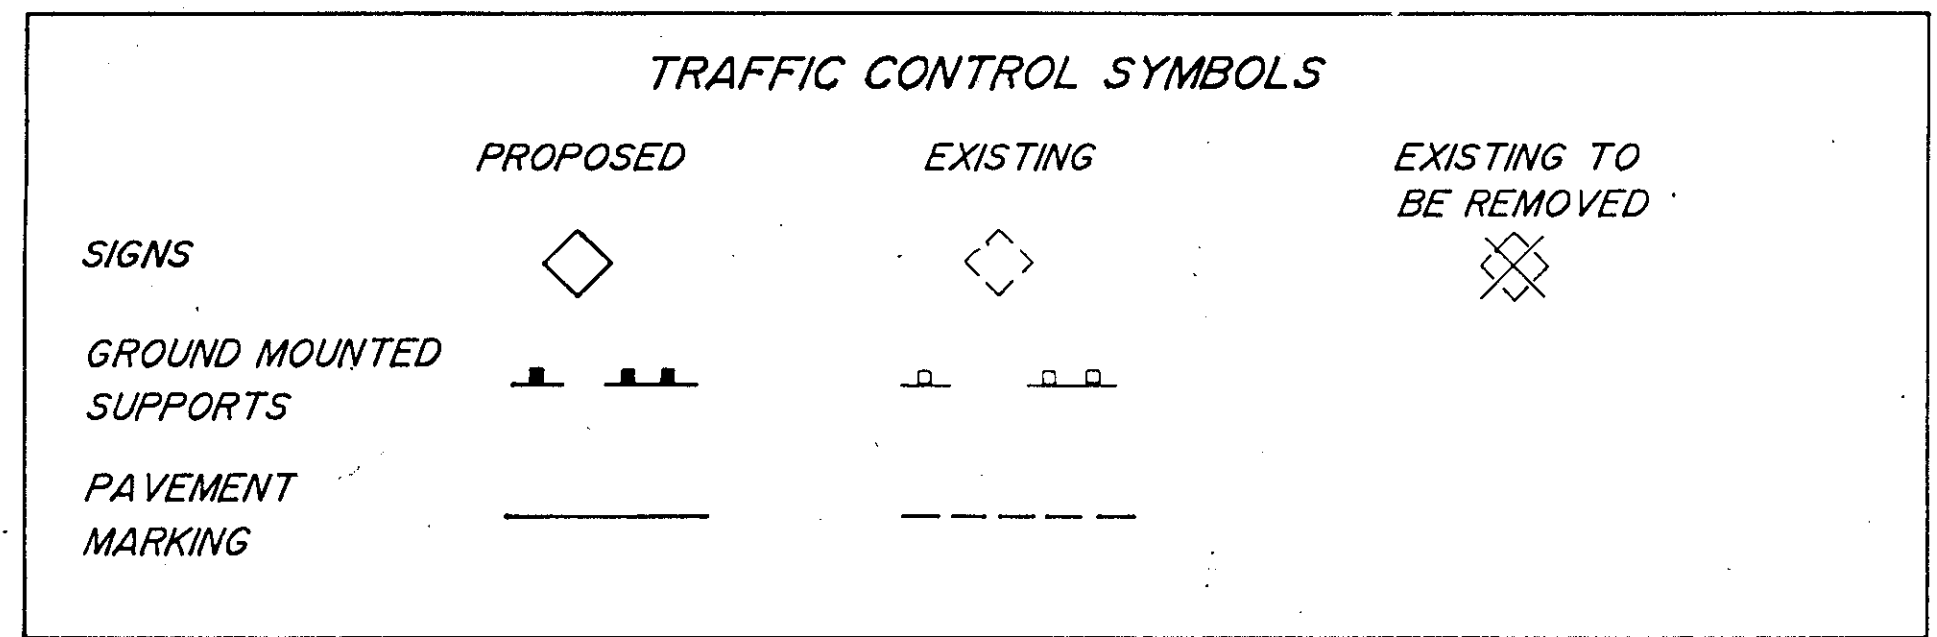 TRAFFIC CONTROL SYMBOLS
PROPOSED EXISTING EXISTING TO
BE REMOVED
SIGNS
GROUND MOUNTED
SUPPORTS
PAVEMENT
MARKING